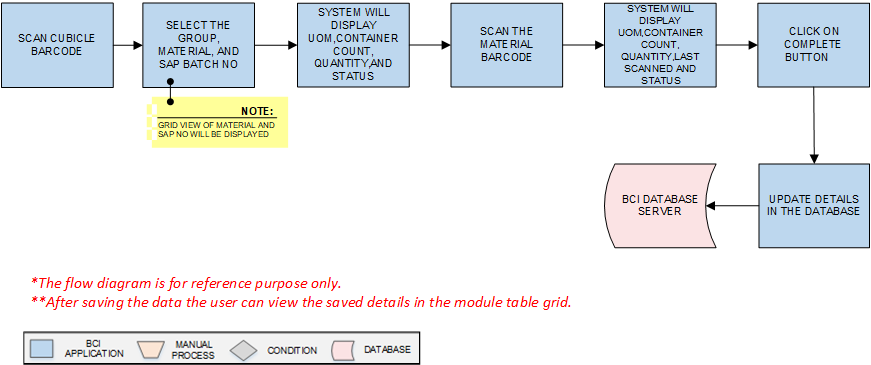 SCAN CUBICLE
BARCODE
SELECT THE
GROUP,
MATERIAL, AND
SAP BATCH NO
SYSTEM WILL
DISPLAY
UOM,CONTAINER
COUNT,
QUANTITY,AND
STATUS
SCAN THE
MATERIAL
BARCODE
SYSTEM WILL
DISPLAY
UOM,CONTAINER
COUNT,
QUANTITY,LAST
SCANNED AND
STATUS
CLICK ON
COMPLETE
BUTTON
NOTE:
GRID VIEW OF MATERIAL AND
SAP NO WILL BE DISPLAYED
UPDATE DETAILS
IN THE DATABASE
BCI DATABASE
SERVER
*The flow diagram is for reference purpose only.
**After saving the data the user can view the saved details in the module table grid.
BCI
APPLICATION
MANUAL
PROCESS
CONDITION
DATABASE